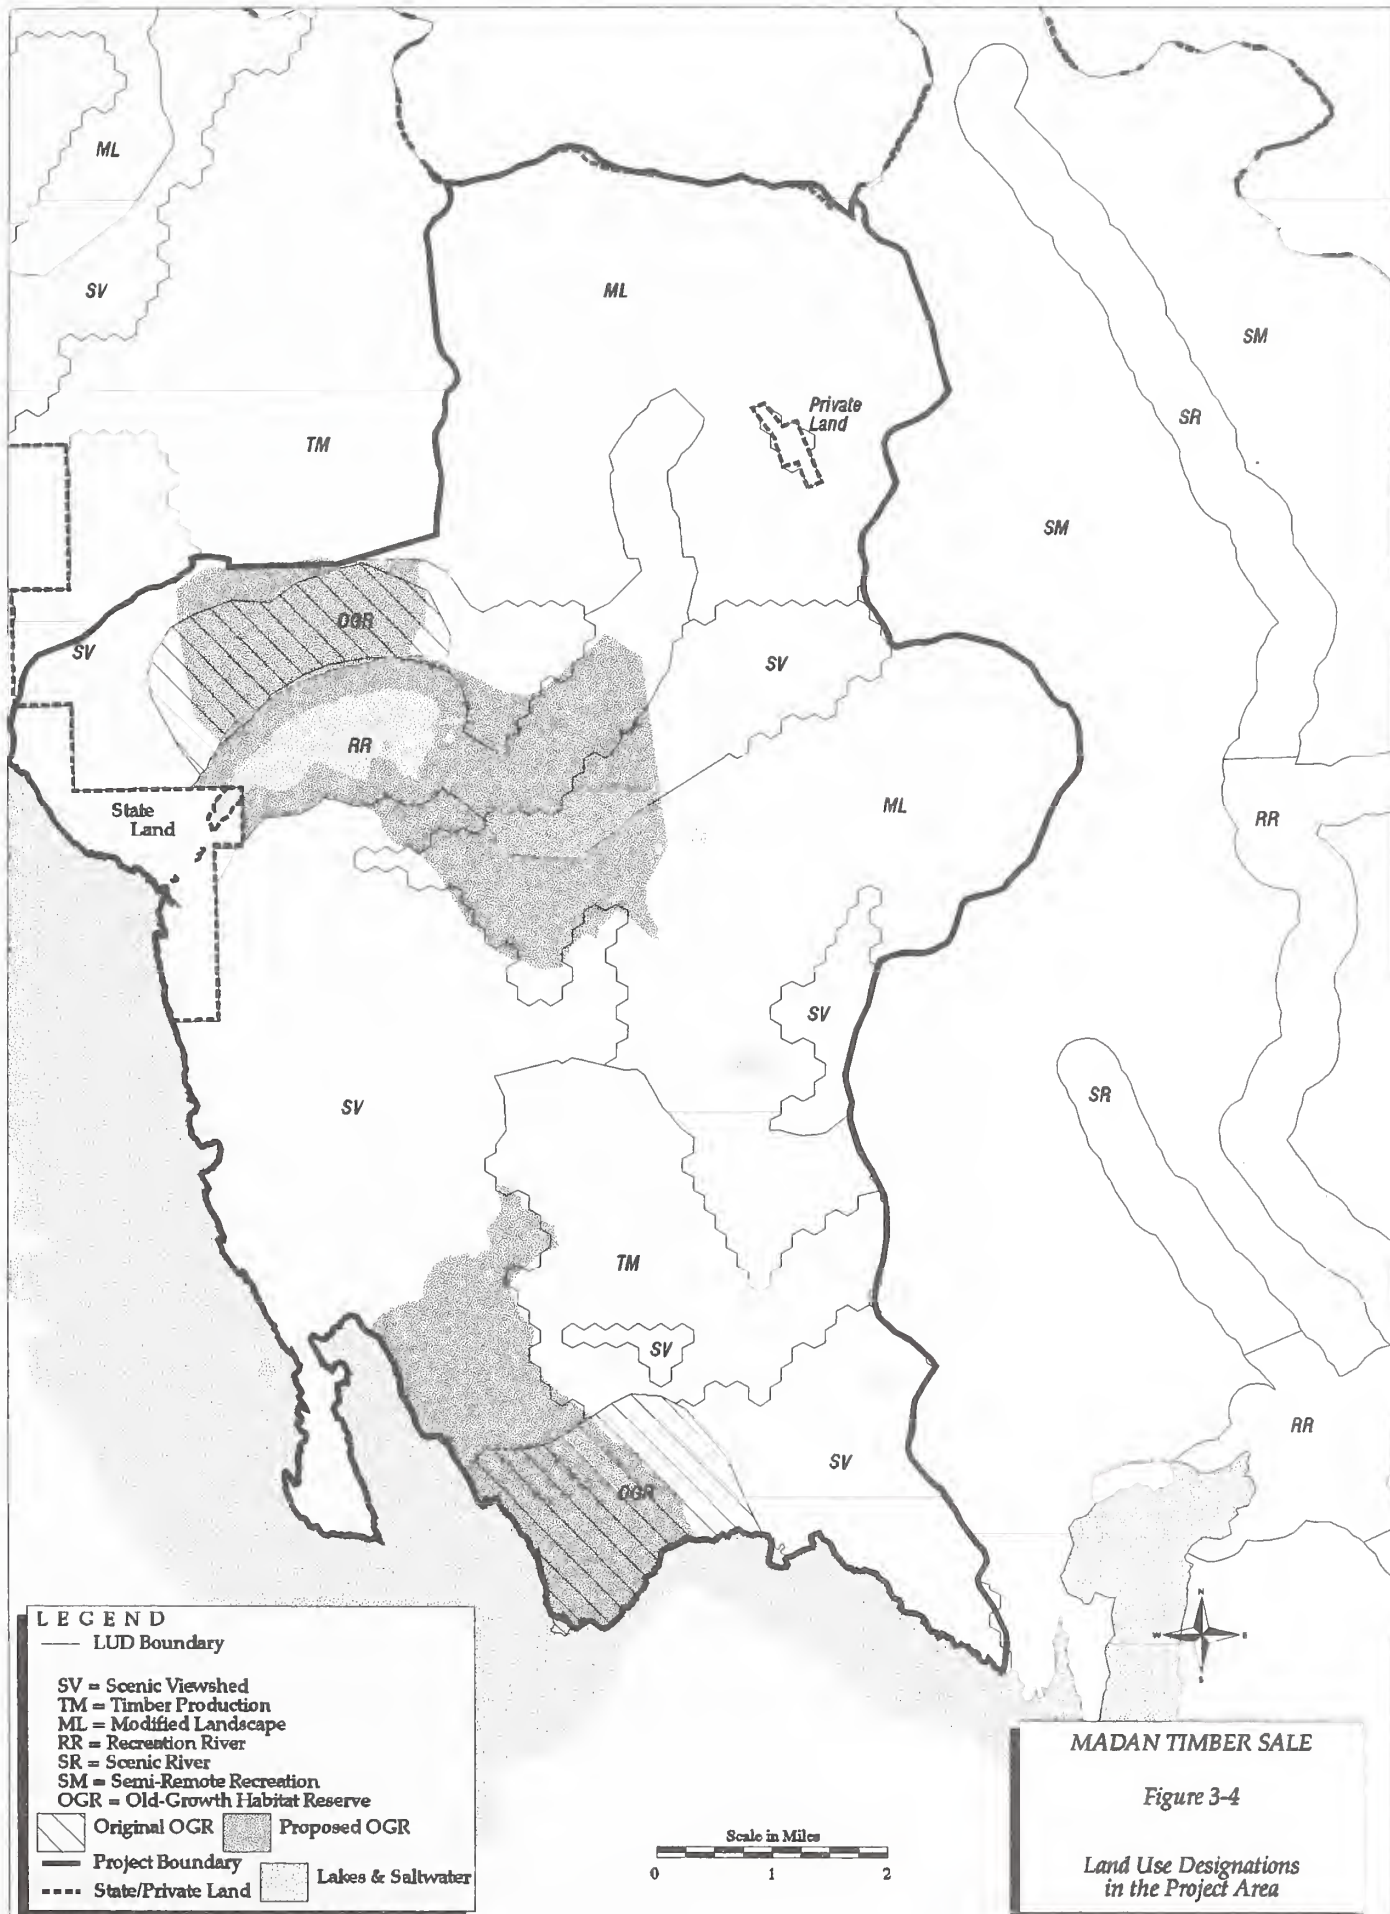 ML
SV
TM
ML
Private
Land
SM
SR
SM
OGR
SV
SV
RR
State
Land
ML
RR
SV
SV
SR
TM
SV
SV
RR
OGR
LEGEND
LUD Boundary
SV = Scenic Viewshed
TM = Timber Production
ML = Modified Landscape
RR = Recreation River
SR = Scenic River
SM = Semi-Remote Recreation
OGR = Old-Growth Habitat Reserve
Original OGR Proposed OGR
Project Boundary
State/Private Land Lakes & Saltwater
Scale in Miles
0 1 2
N
W E
S
MADAN TIMBER SALE
Figure 3-4
Land Use Designations
in the Project Area